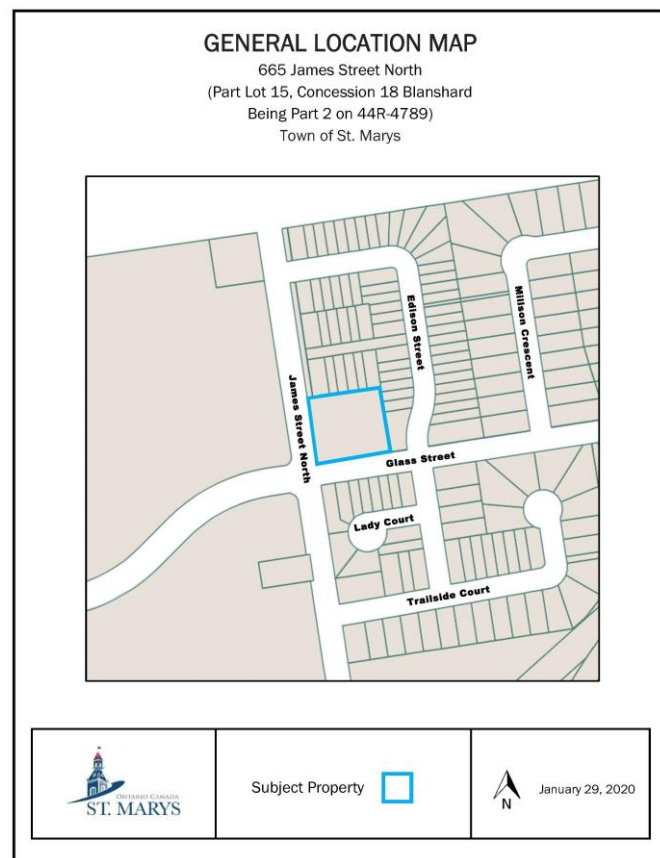 GENERAL LOCATION MAP
665 James Street North
(Part Lot 15, Concession 18 Blanshard
Being Part 2 on 44R-4789)
Town of St. Marys
Edison Street
Millson Crescent
James Street North
Glass Street
Lady Court
Trailside Court
ONTARIO CANADA
ST. MARYS
Subject Property
N
January 29, 2020